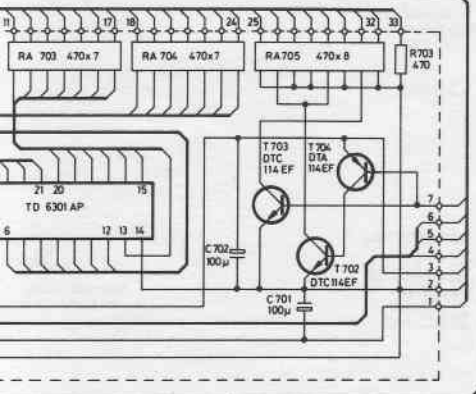 11 17 18 24 25 32 33
RA 703 470x7 RA 704 470x7 RA705 470x8 R703
470
T703
DTC
114EF
T704
DTA
114EF
21 20 15
TD 6301 AP
6 12 13 14
7
6
5
4
3
2
1
C702
100µ
T702
DTC114EF
C701
100µ